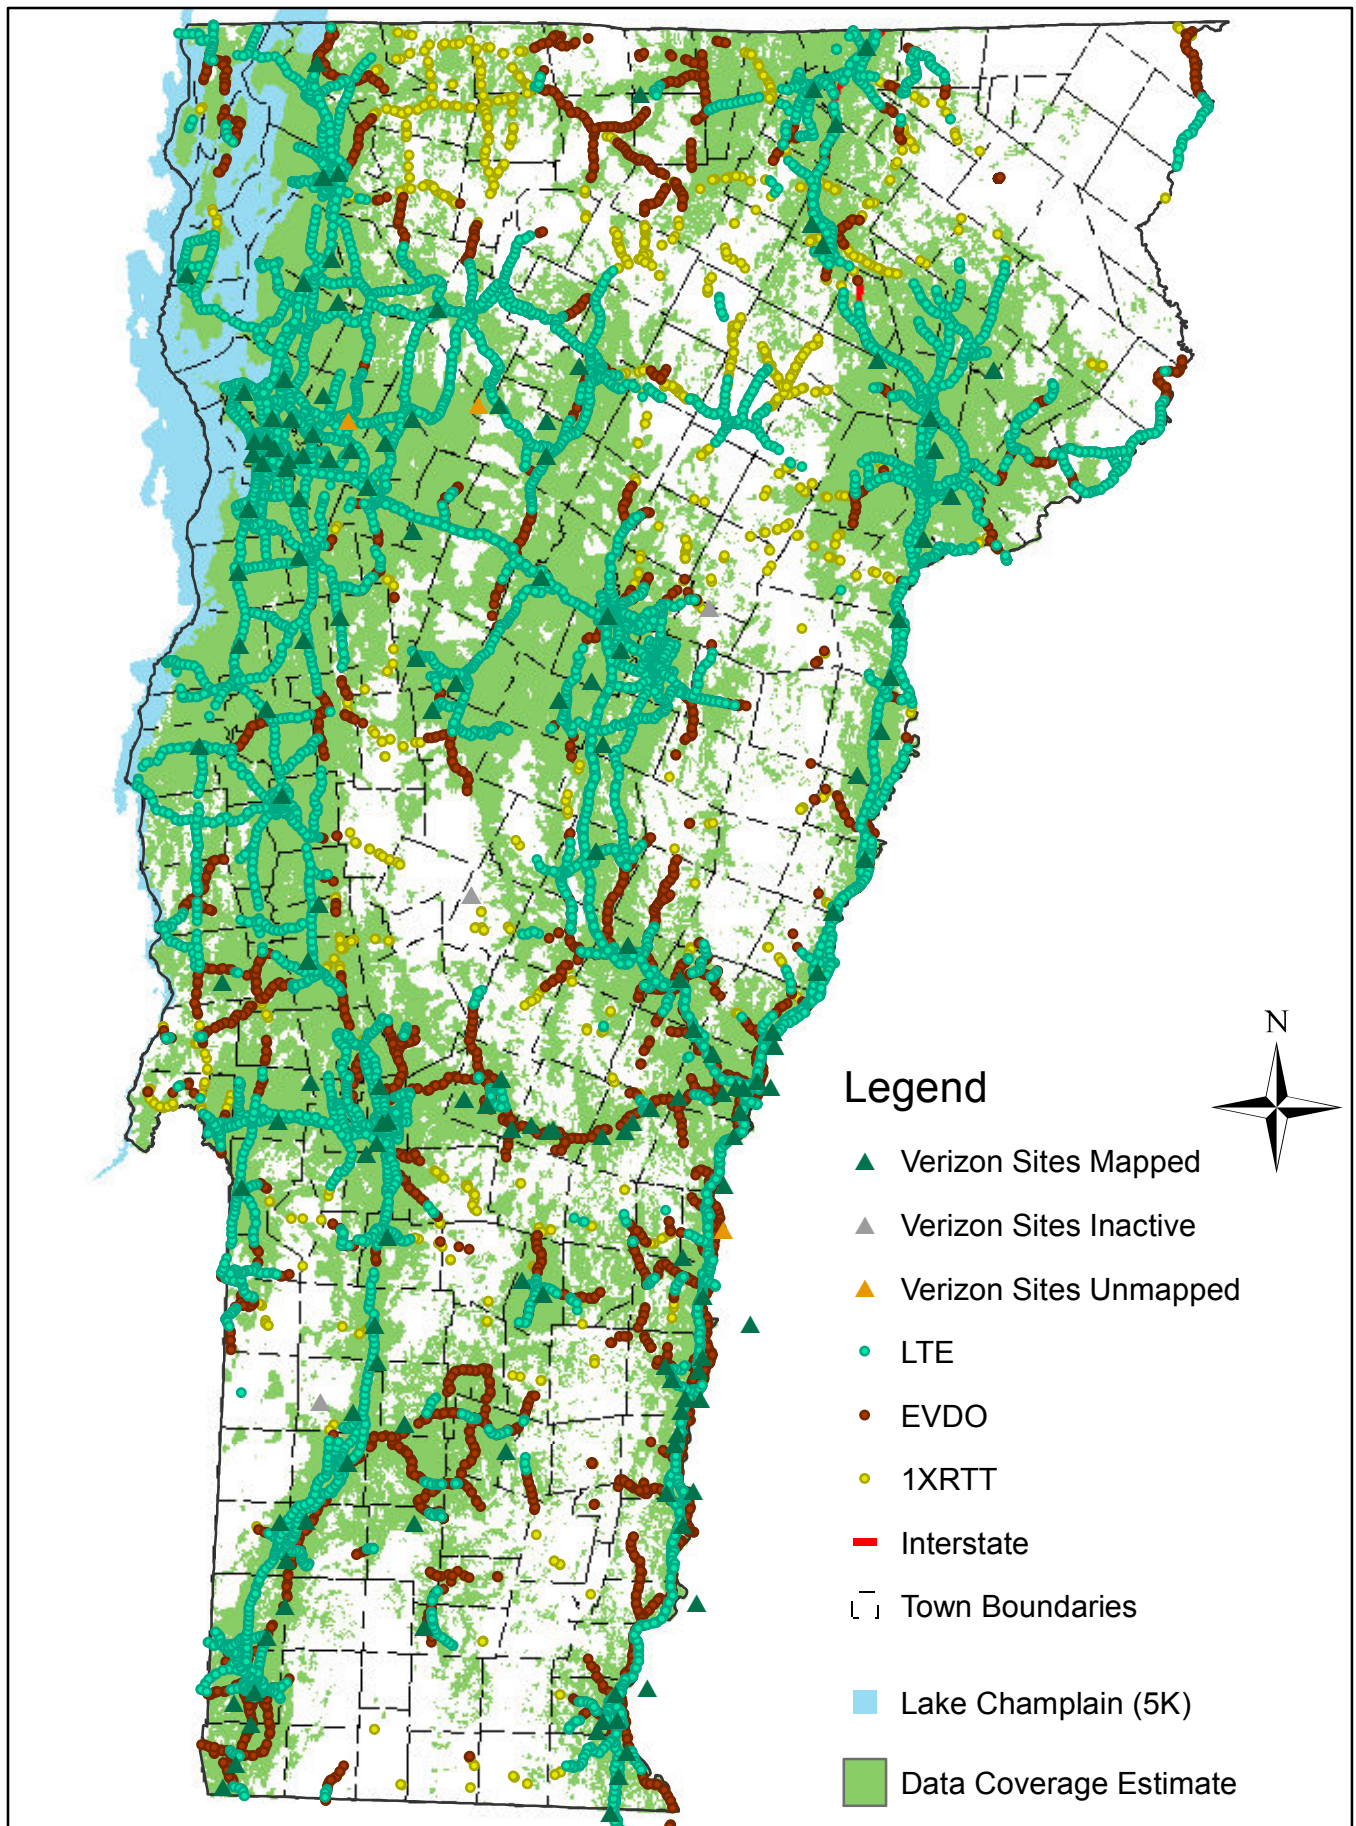 N
Legend
Verizon Sites Mapped
Verizon Sites Inactive
Verizon Sites Unmapped
LTE
EVDO
1XRTT
Interstate
Town Boundaries
Lake Champlain (5K)
Data Coverage Estimate